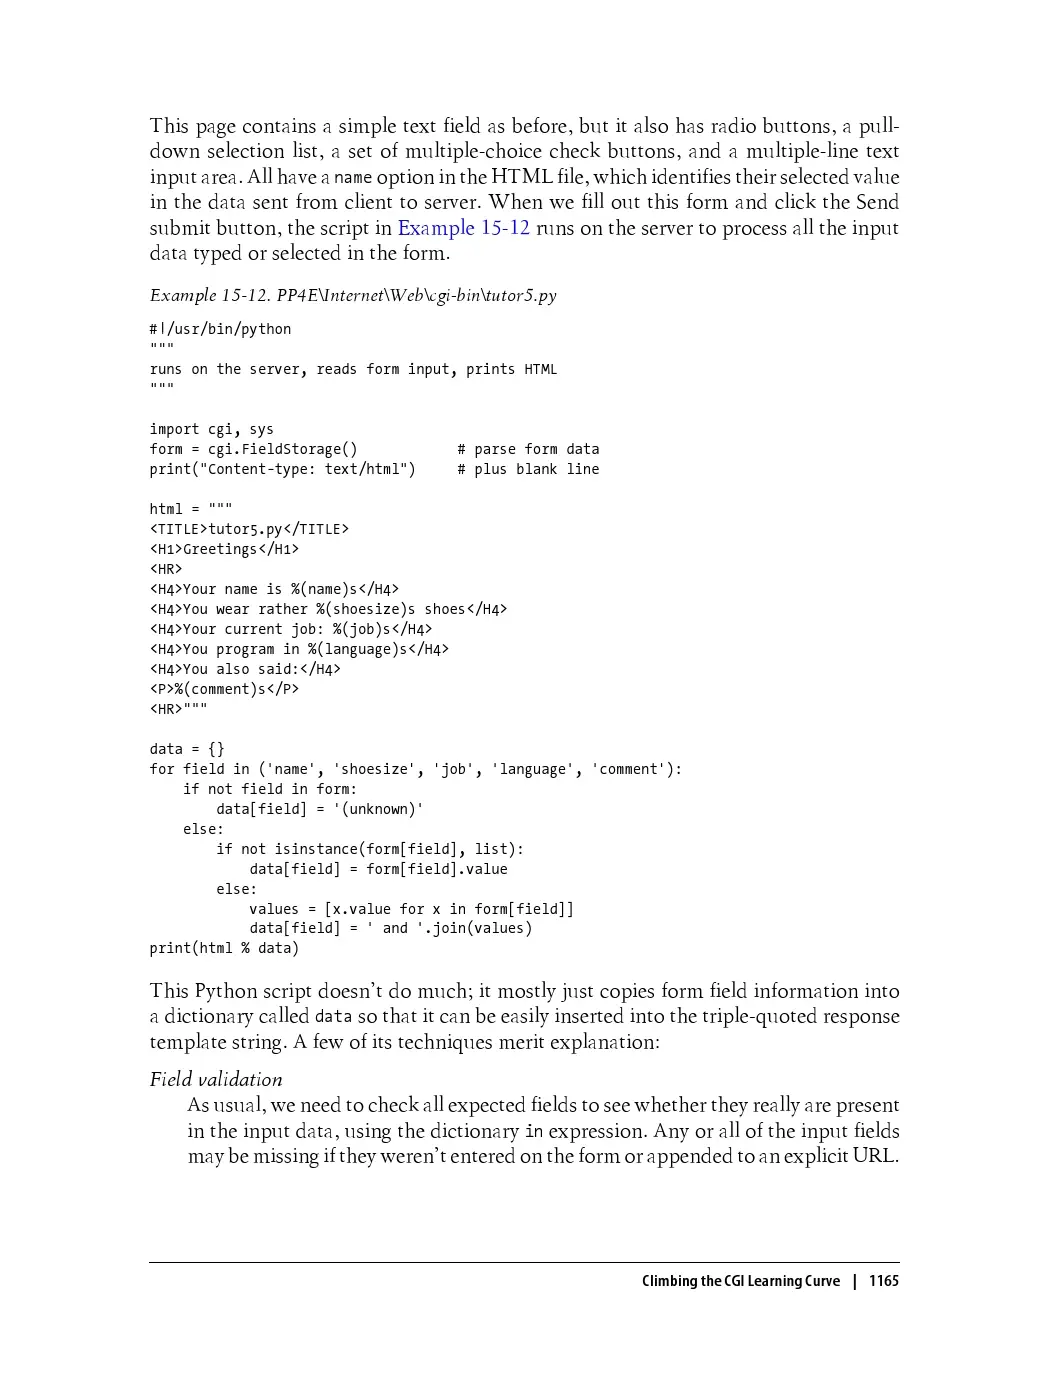 This page contains a simple text field as before, but it also has radio buttons, a pull-
down selection list, a set of multiple-choice check buttons, and a multiple-line text
input area. All have a name option in the HTML file, which identifies their selected value
in the data sent from client to server. When we fill out this form and click the Send
submit button, the script in Example 15-12 runs on the server to process all the input
data typed or selected in the form.
Example 15-12. PP4E\Internet\Web\cgi-bin\tutor5.py
#!/usr/bin/python
"""
runs on the server, reads form input, prints HTML
"""
import cgi, sys
form = cgi.FieldStorage()            # parse form data
print("Content-type: text/html")     # plus blank line
html = """
<TITLE>tutor5.py</TITLE>
<H1>Greetings</H1>
<HR>
<H4>Your name is %(name)s</H4>
<H4>You wear rather %(shoesize)s shoes</H4>
<H4>Your current job: %(job)s</H4>
<H4>You program in %(language)s</H4>
<H4>You also said:</H4>
<P>%(comment)s</P>
<HR>"""
data = {}
for field in ('name', 'shoesize', 'job', 'language', 'comment'):
    if not field in form:
        data[field] = '(unknown)'
    else:
        if not isinstance(form[field], list):
            data[field] = form[field].value
        else:
            values = [x.value for x in form[field]]
            data[field] = ' and '.join(values)
print(html % data)
This Python script doesn't do much; it mostly just copies form field information into
a dictionary called data so that it can be easily inserted into the triple-quoted response
template string. A few of its techniques merit explanation:
Field validation
As usual, we need to check all expected fields to see whether they really are present
in the input data, using the dictionary in expression. Any or all of the input fields
may be missing if they weren't entered on the form or appended to an explicit URL.
Climbing the CGI Learning Curve | 1165